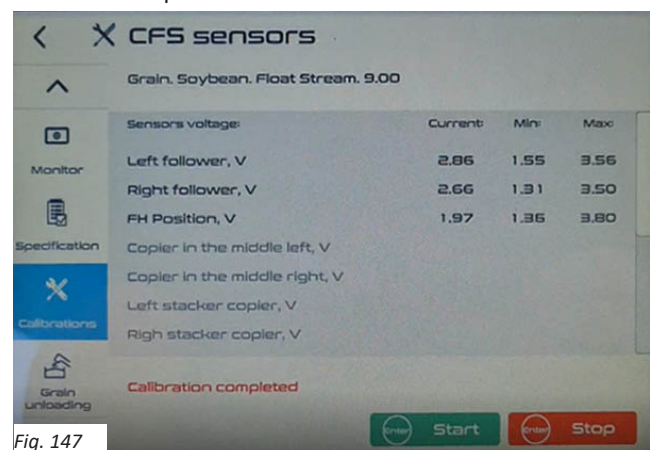 CFS sensors
Grain. Soybean. Float Stream. 9.00
Sensors voltage: Current: Min: Max:
Left follower, V 2.86 1.55 3.56
Right follower, V 2.66 1.31 3.50
FH Position, V 1.97 1.36 3.80
Copier in the middle left, V
Copier in the middle right, V
Left stacker copier, V
Righ stacker copier, V
Calibration completed
Monitor
Specification
Calibrations
Grain
unloading
Enter Start
Enter Stop
Fig. 147